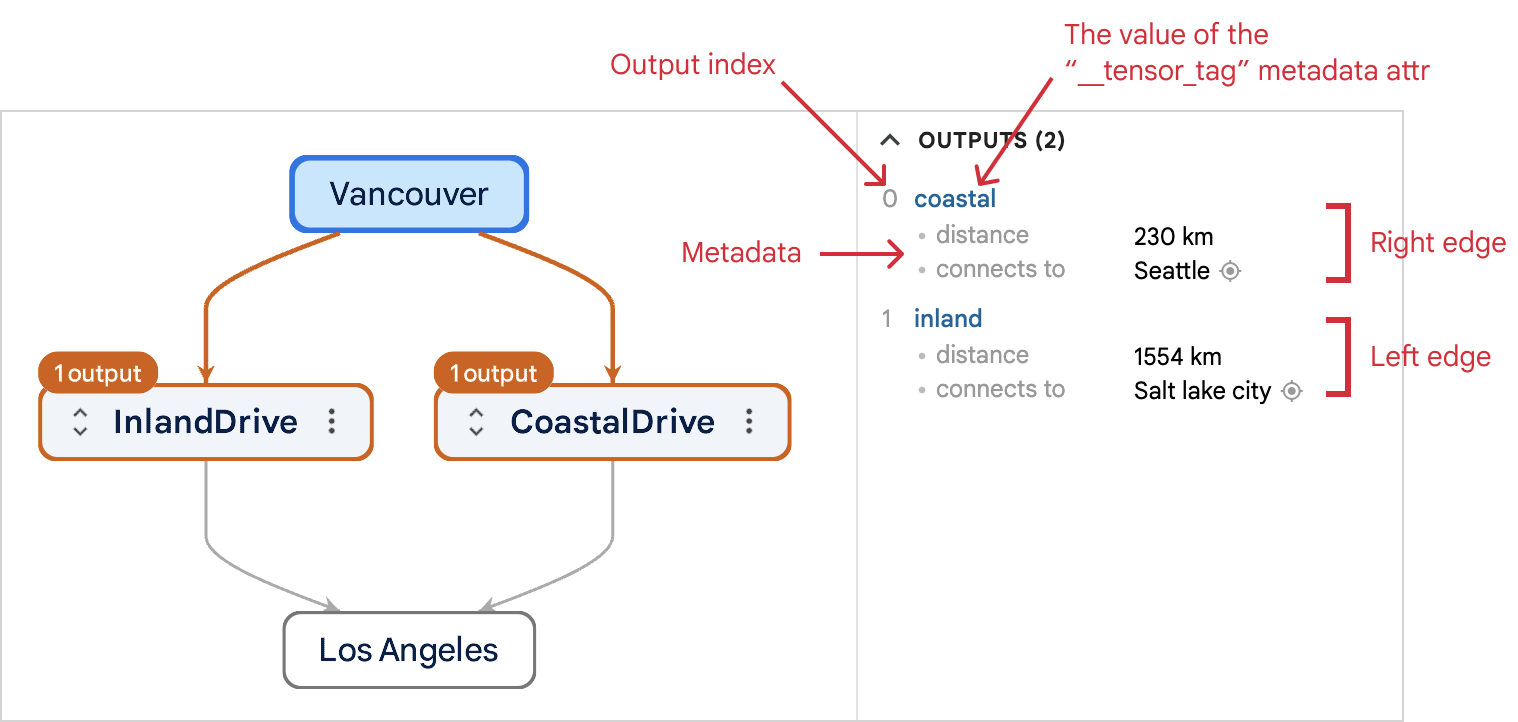 The value of the
Output index
“__tensor_tag” metadata attr
OUTPUTS (2)
Vancouver
0 coastal
• distance 230 km
Right edge
Metadata
• connects to Seattle
1 inland
• distance 1554 km
Left edge
1 output
1 output
• connects to Salt lake city
InlandDrive
CoastalDrive
Los Angeles